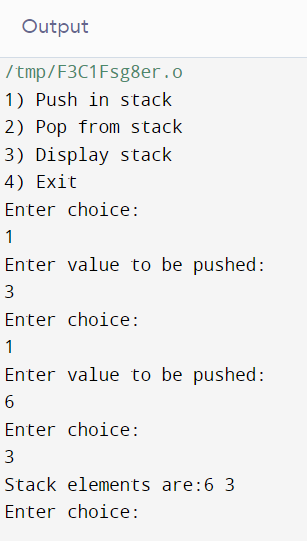 Output
/tmp/F3C1Fsg8er.o
1) Push in stack
2) Pop from stack
3) Display stack
4) Exit
Enter choice:
1
Enter value to be pushed:
3
Enter choice:
1
Enter value to be pushed:
6
Enter choice:
3
Stack elements are:6 3
Enter choice: